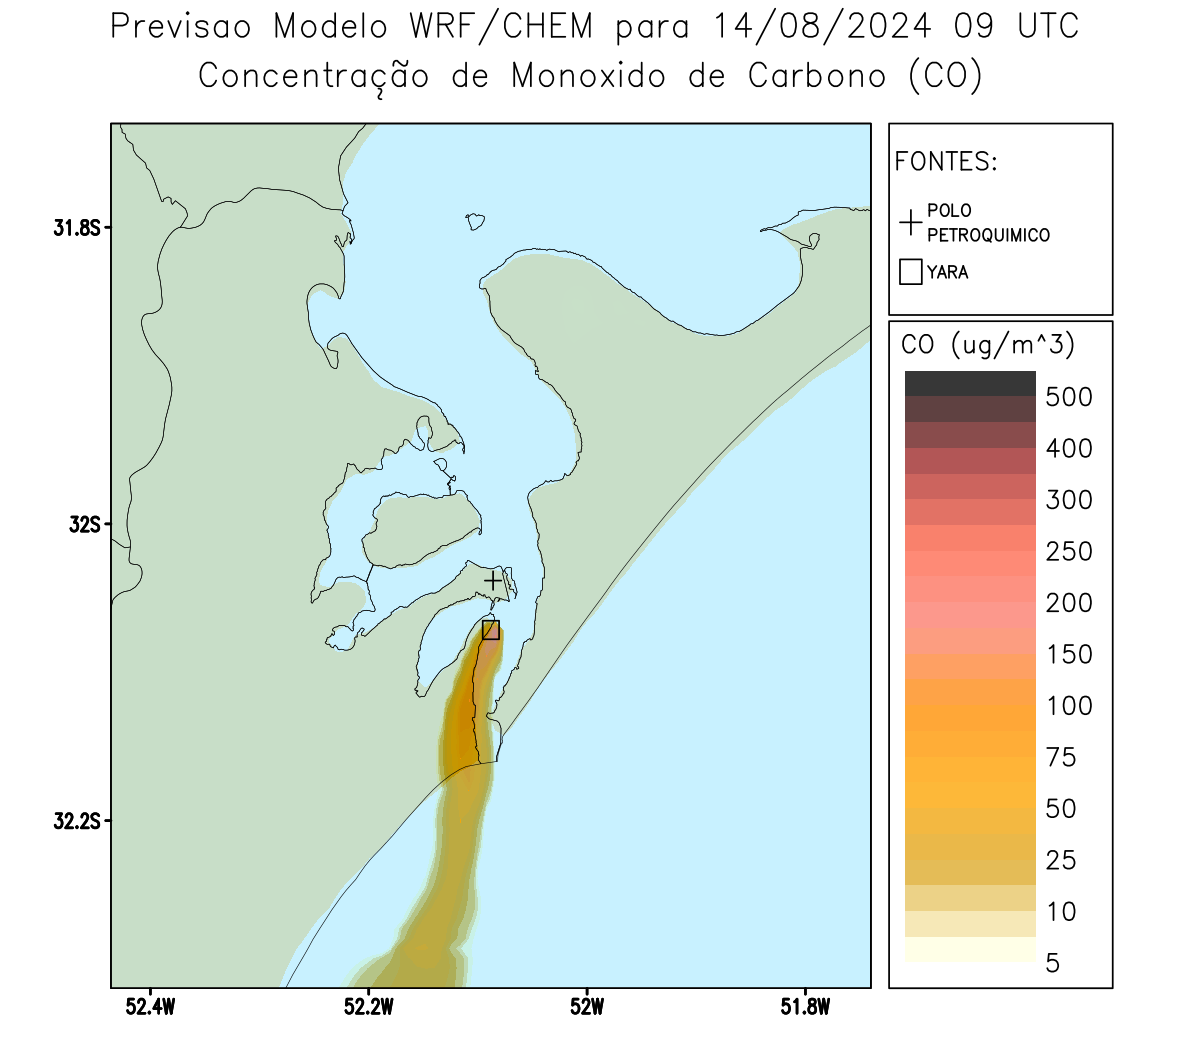 Previsao Modelo WRF/CHEM para 14/08/2024 09 UTC
Concentração de Monoxido de Carbono (CO)
FONTES:
POLO
PETROQUIMICO
YARA
CO (ug/m^3)
500
400
300
250
200
150
100
75
50
25
10
5
31.8S
32S
32.2S
52.4W
52.2W
52W
51.8W